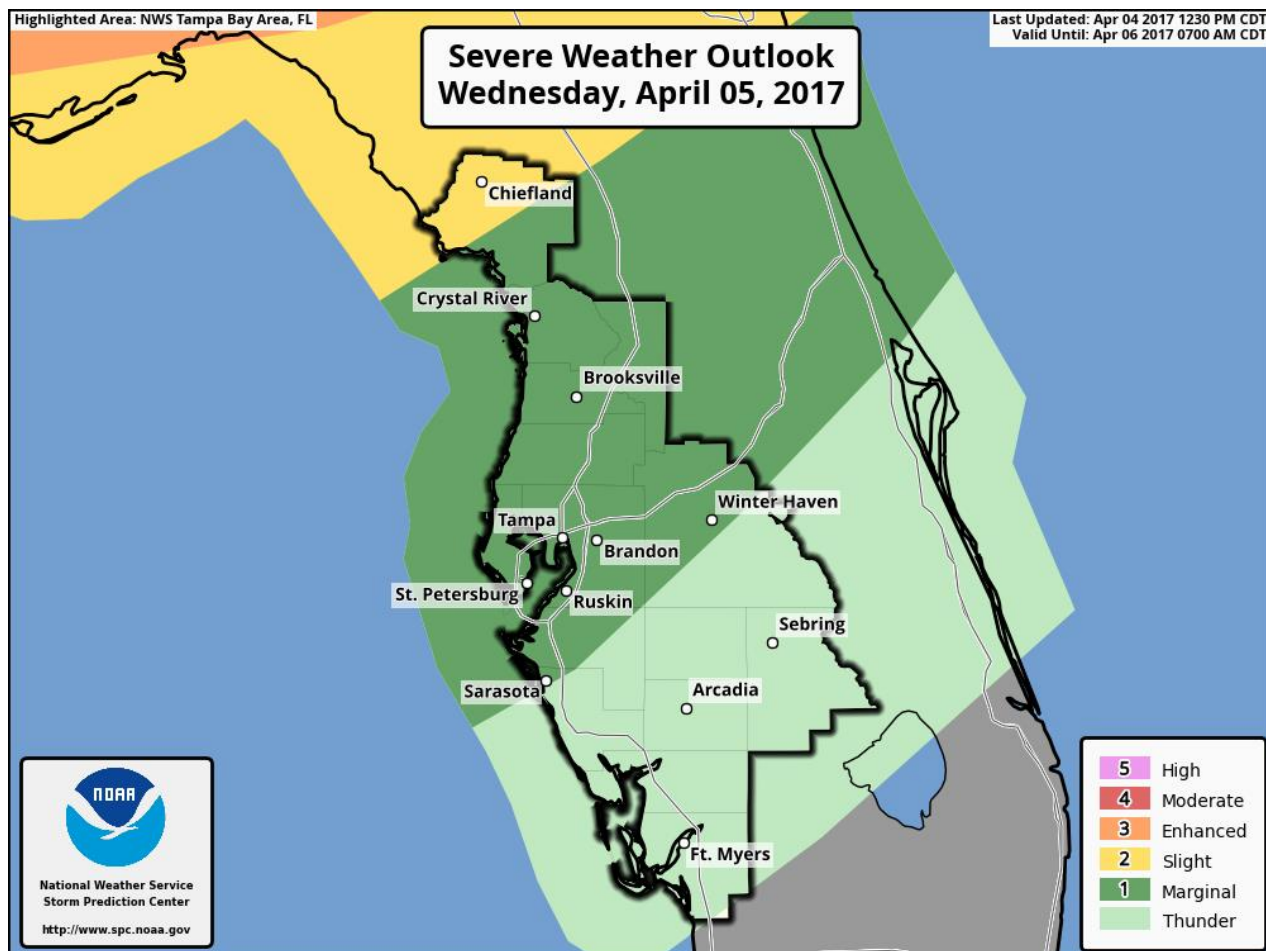 Highlighted Area: NWS Tampa Bay Area, FL
Last Updated: Apr 04 2017 1230 PM CDT
Valid Until: Apr 06 2017 0700 AM CDT
Severe Weather Outlook
Wednesday, April 05, 2017
Chiefland
Crystal River
Brooksville
Winter Haven
Tampa
Brandon
St. Petersburg
Ruskin
Sebring
Sarasota
Arcadia
Ft. Myers
NOAA
National Weather Service
Storm Prediction Center
http://www.spc.noaa.gov
5 High
4 Moderate
3 Enhanced
2 Slight
1 Marginal
Thunder